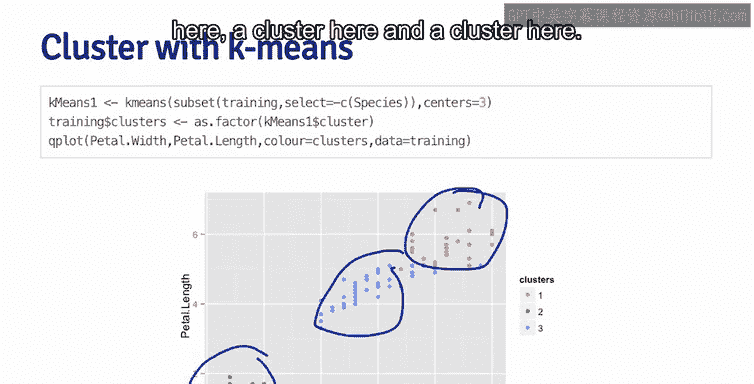 here, a cluster here and a cluster here.
Cluster with k-means
kMeans1 <- kmeans(subset(training,select=-c(Species)),centers=3)
training$clusters <- as.factor(kMeans1$cluster)
qplot(Petal.Width,Petal.Length,colour=clusters,data=training)
6
4
Petal.Length
clusters
1
2
3